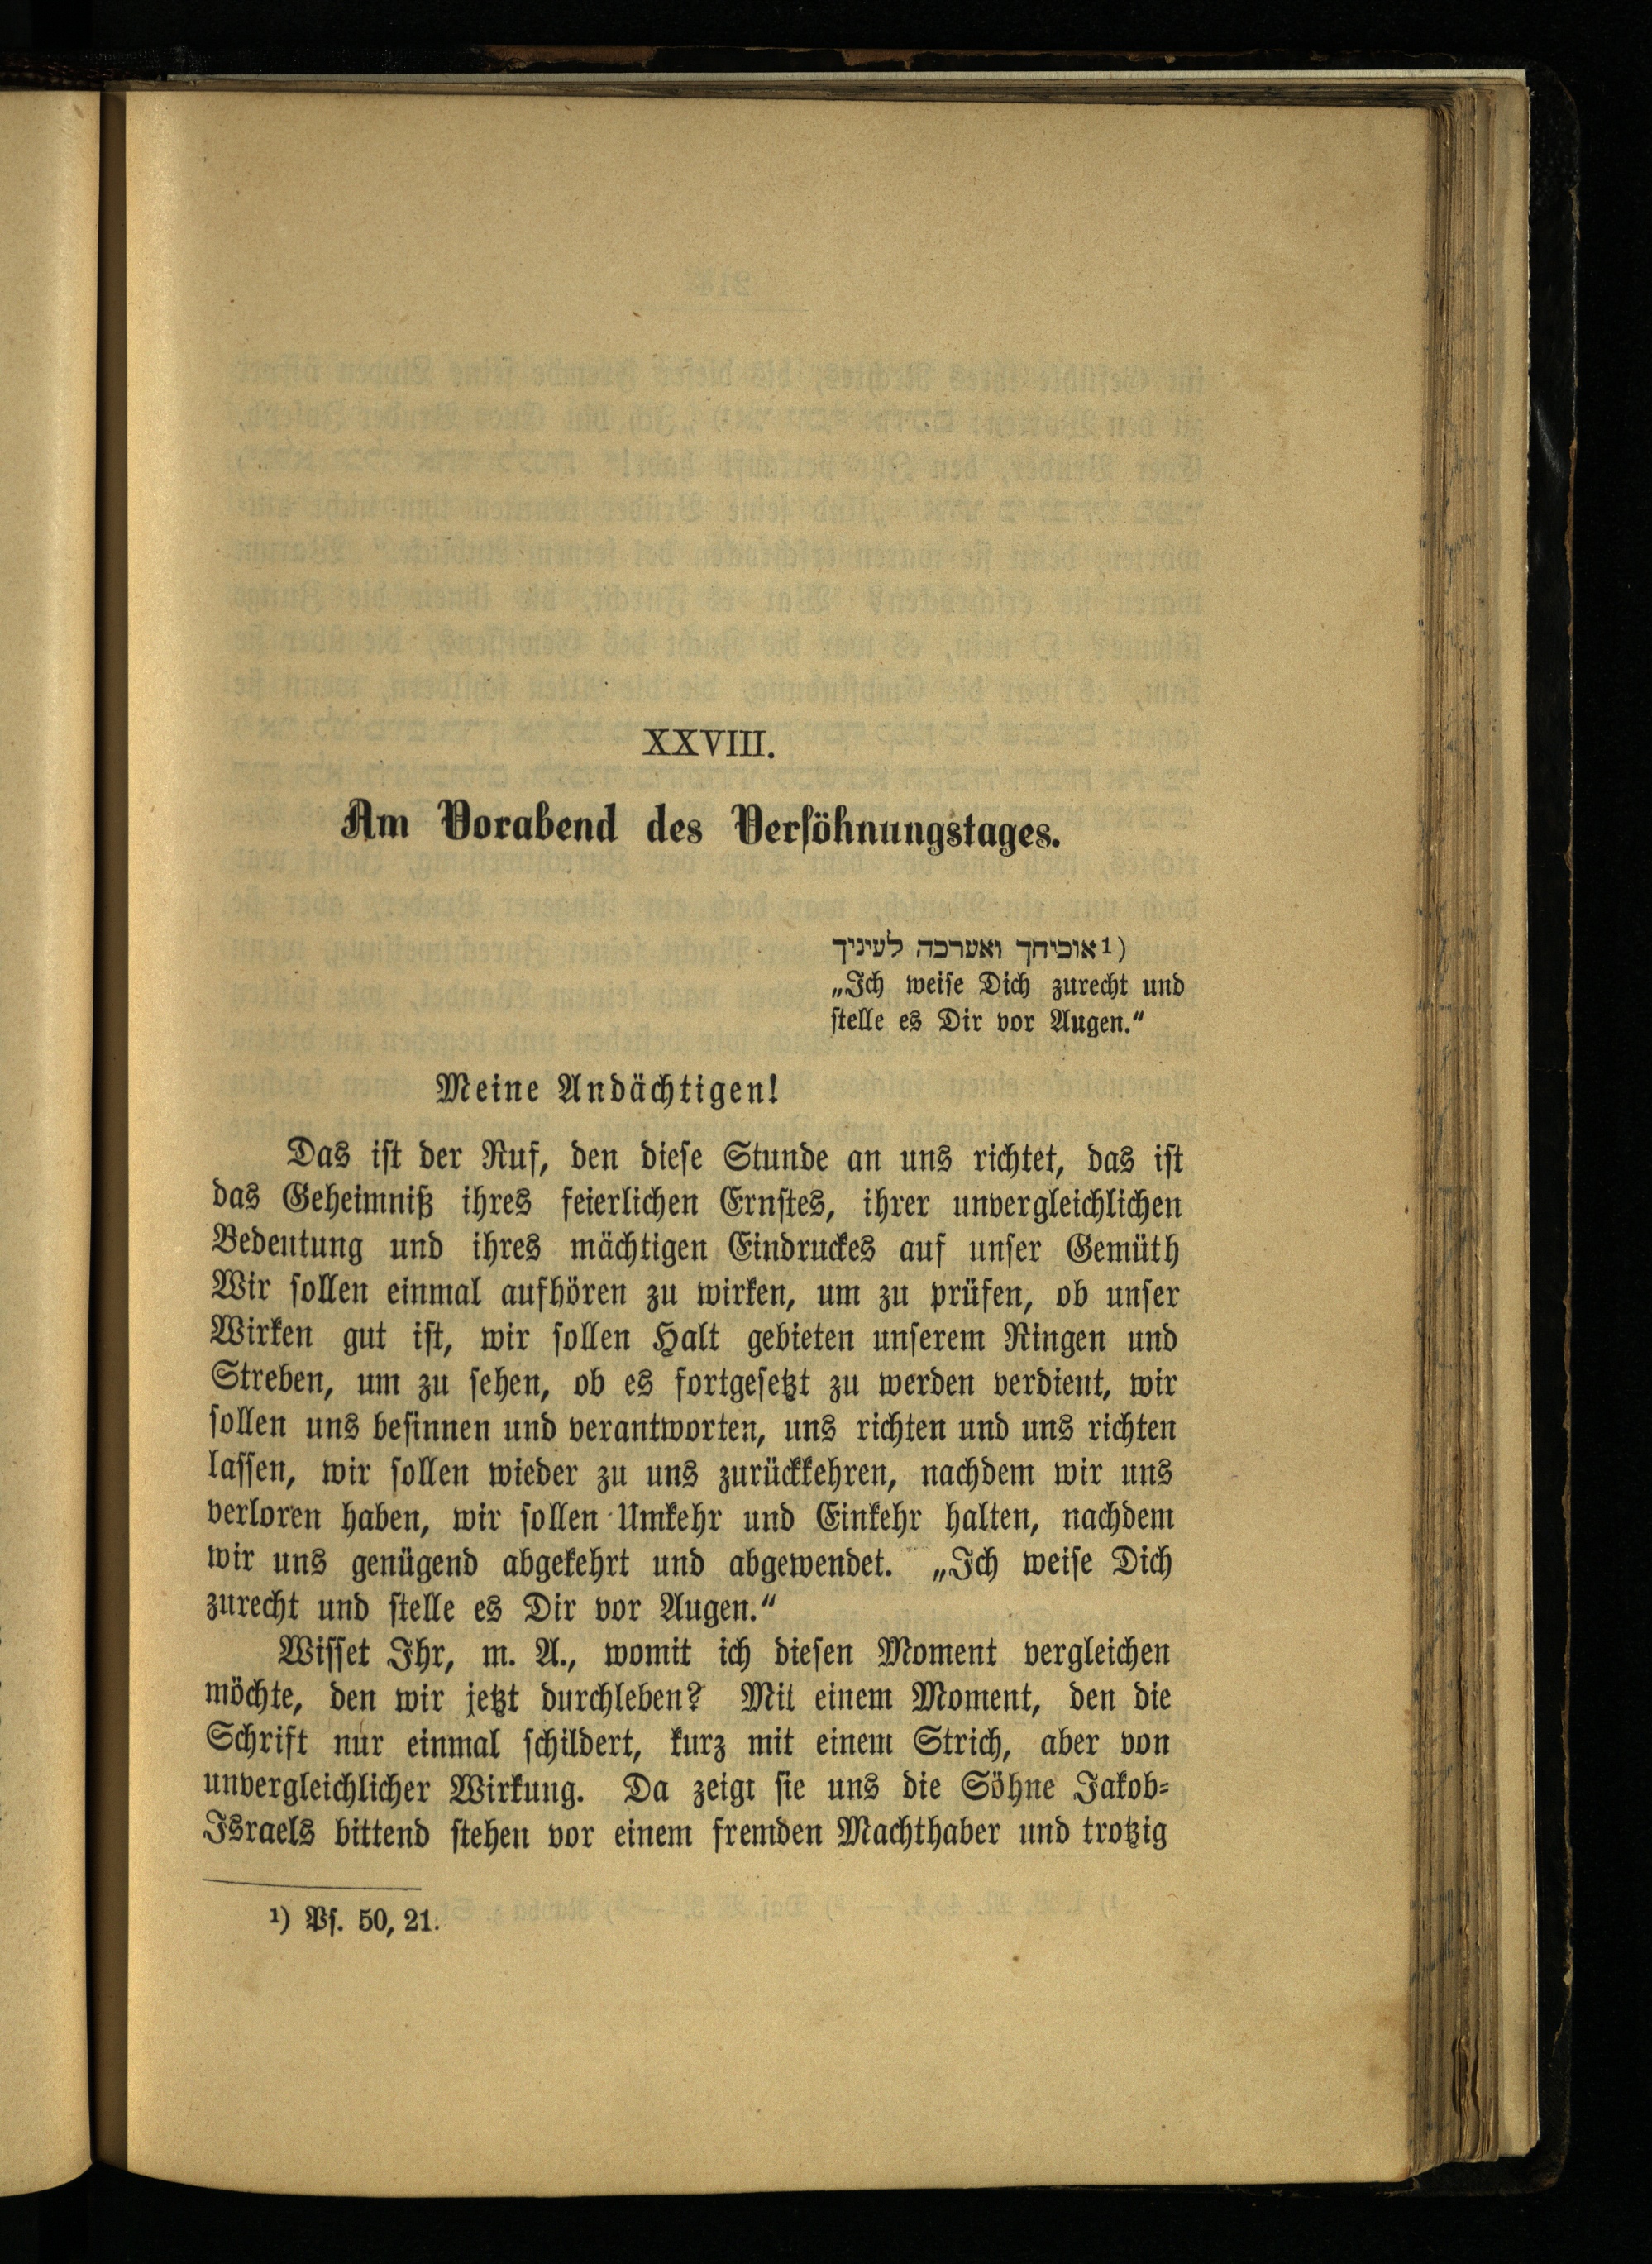 XXVIII.
Am Vorabend des Versöhnungstages.
אוכיחך ואערכה לעיניך 1)
„Ich weise Dich zurecht und
stelle es Dir vor Augen.“
Meine Andächtigen!
Das ist der Ruf, den diese Stunde an uns richtet, das ist
das Geheimniß ihres feierlichen Ernstes, ihrer unvergleichlichen
Bedeutung und ihres mächtigen Eindruckes auf unser Gemüth
Wir sollen einmal aufhören zu wirken, um zu prüfen, ob unser
Wirken gut ist, wir sollen Halt gebieten unserem Ringen und
Streben, um zu sehen, ob es fortgesetzt zu werden verdient, wir
sollen uns besinnen und verantworten, uns richten und uns richten
lassen, wir sollen wieder zu uns zurückkehren, nachdem wir uns
verloren haben, wir sollen Umkehr und Einkehr halten, nachdem
wir uns genügend abgekehrt und abgewendet. „Ich weise Dich
zurecht und stelle es Dir vor Augen.“
Wisset Ihr, m. A., womit ich diesen Moment vergleichen
möchte, den wir jetzt durchleben? Mit einem Moment, den die
Schrift nur einmal schildert, kurz mit einem Strich, aber von
unvergleichlicher Wirkung. Da zeigt sie uns die Söhne Jakob-
Israels bittend stehen vor einem fremden Machthaber und trotzig
1) Ps. 50, 21.